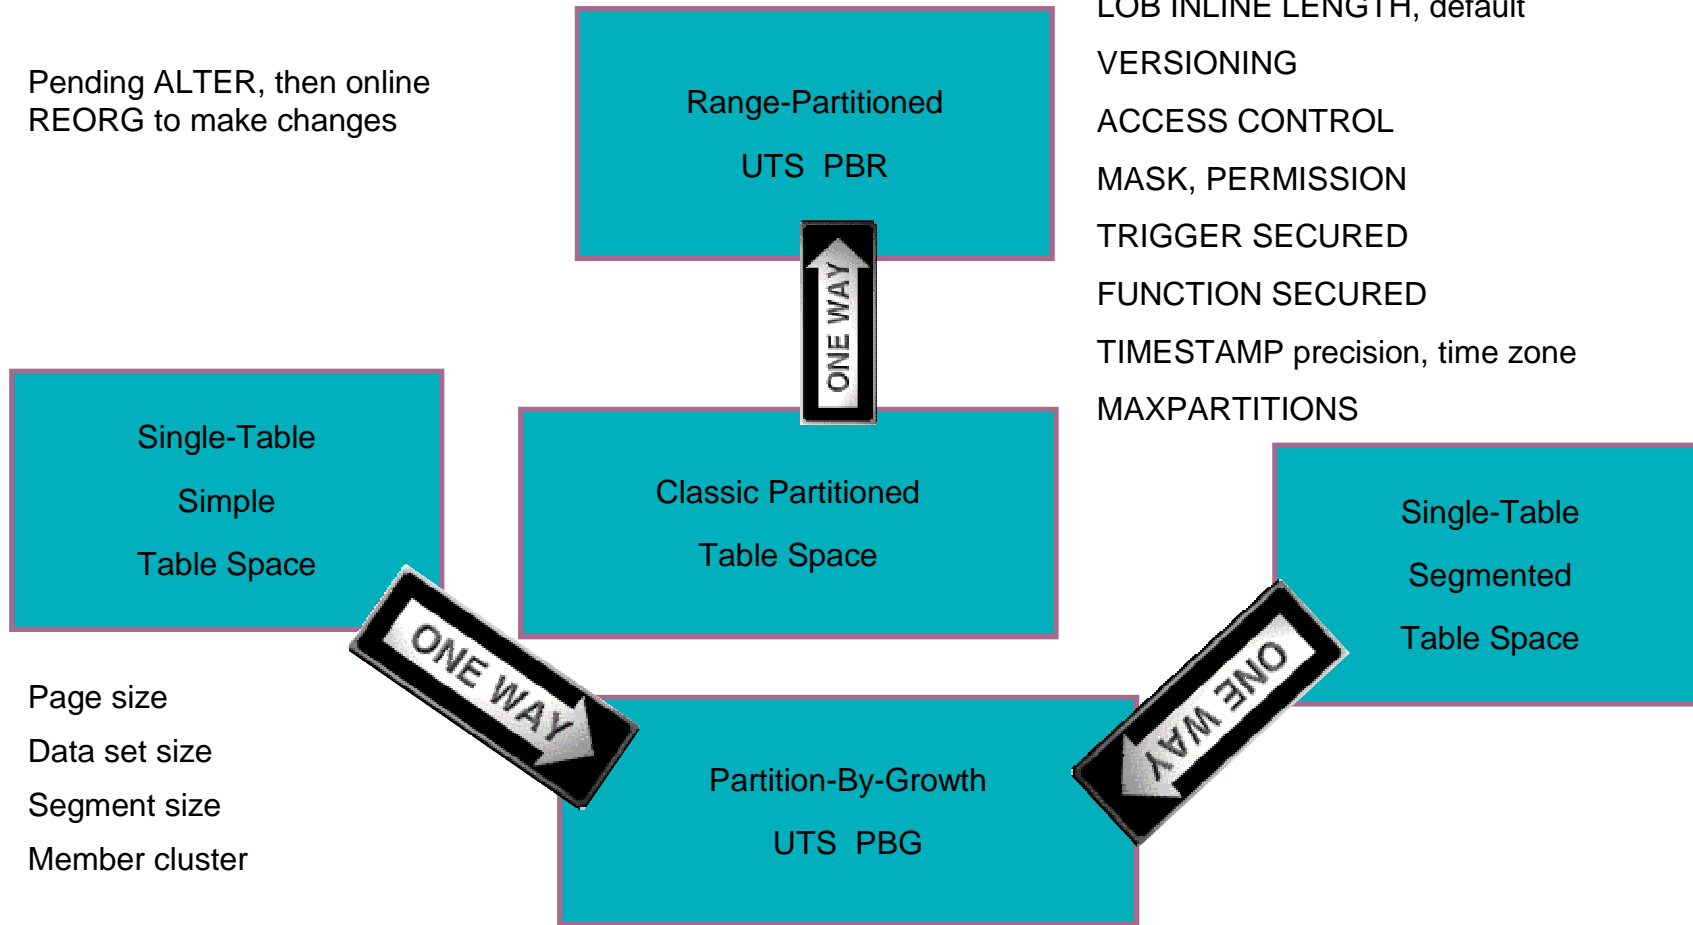 Pending ALTER, then online
REORG to make changes
LOB INLINE LENGTH, default
VERSIONING
ACCESS CONTROL
MASK, PERMISSION
TRIGGER SECURED
FUNCTION SECURED
TIMESTAMP precision, time zone
MAXPARTITIONS
Range-Partitioned
UTS PBR
ONE WAY
Single-Table
Simple
Table Space
Classic Partitioned
Table Space
Single-Table
Segmented
Table Space
ONE WAY
ONE WAY
Page size
Data set size
Segment size
Member cluster
Partition-By-Growth
UTS PBG